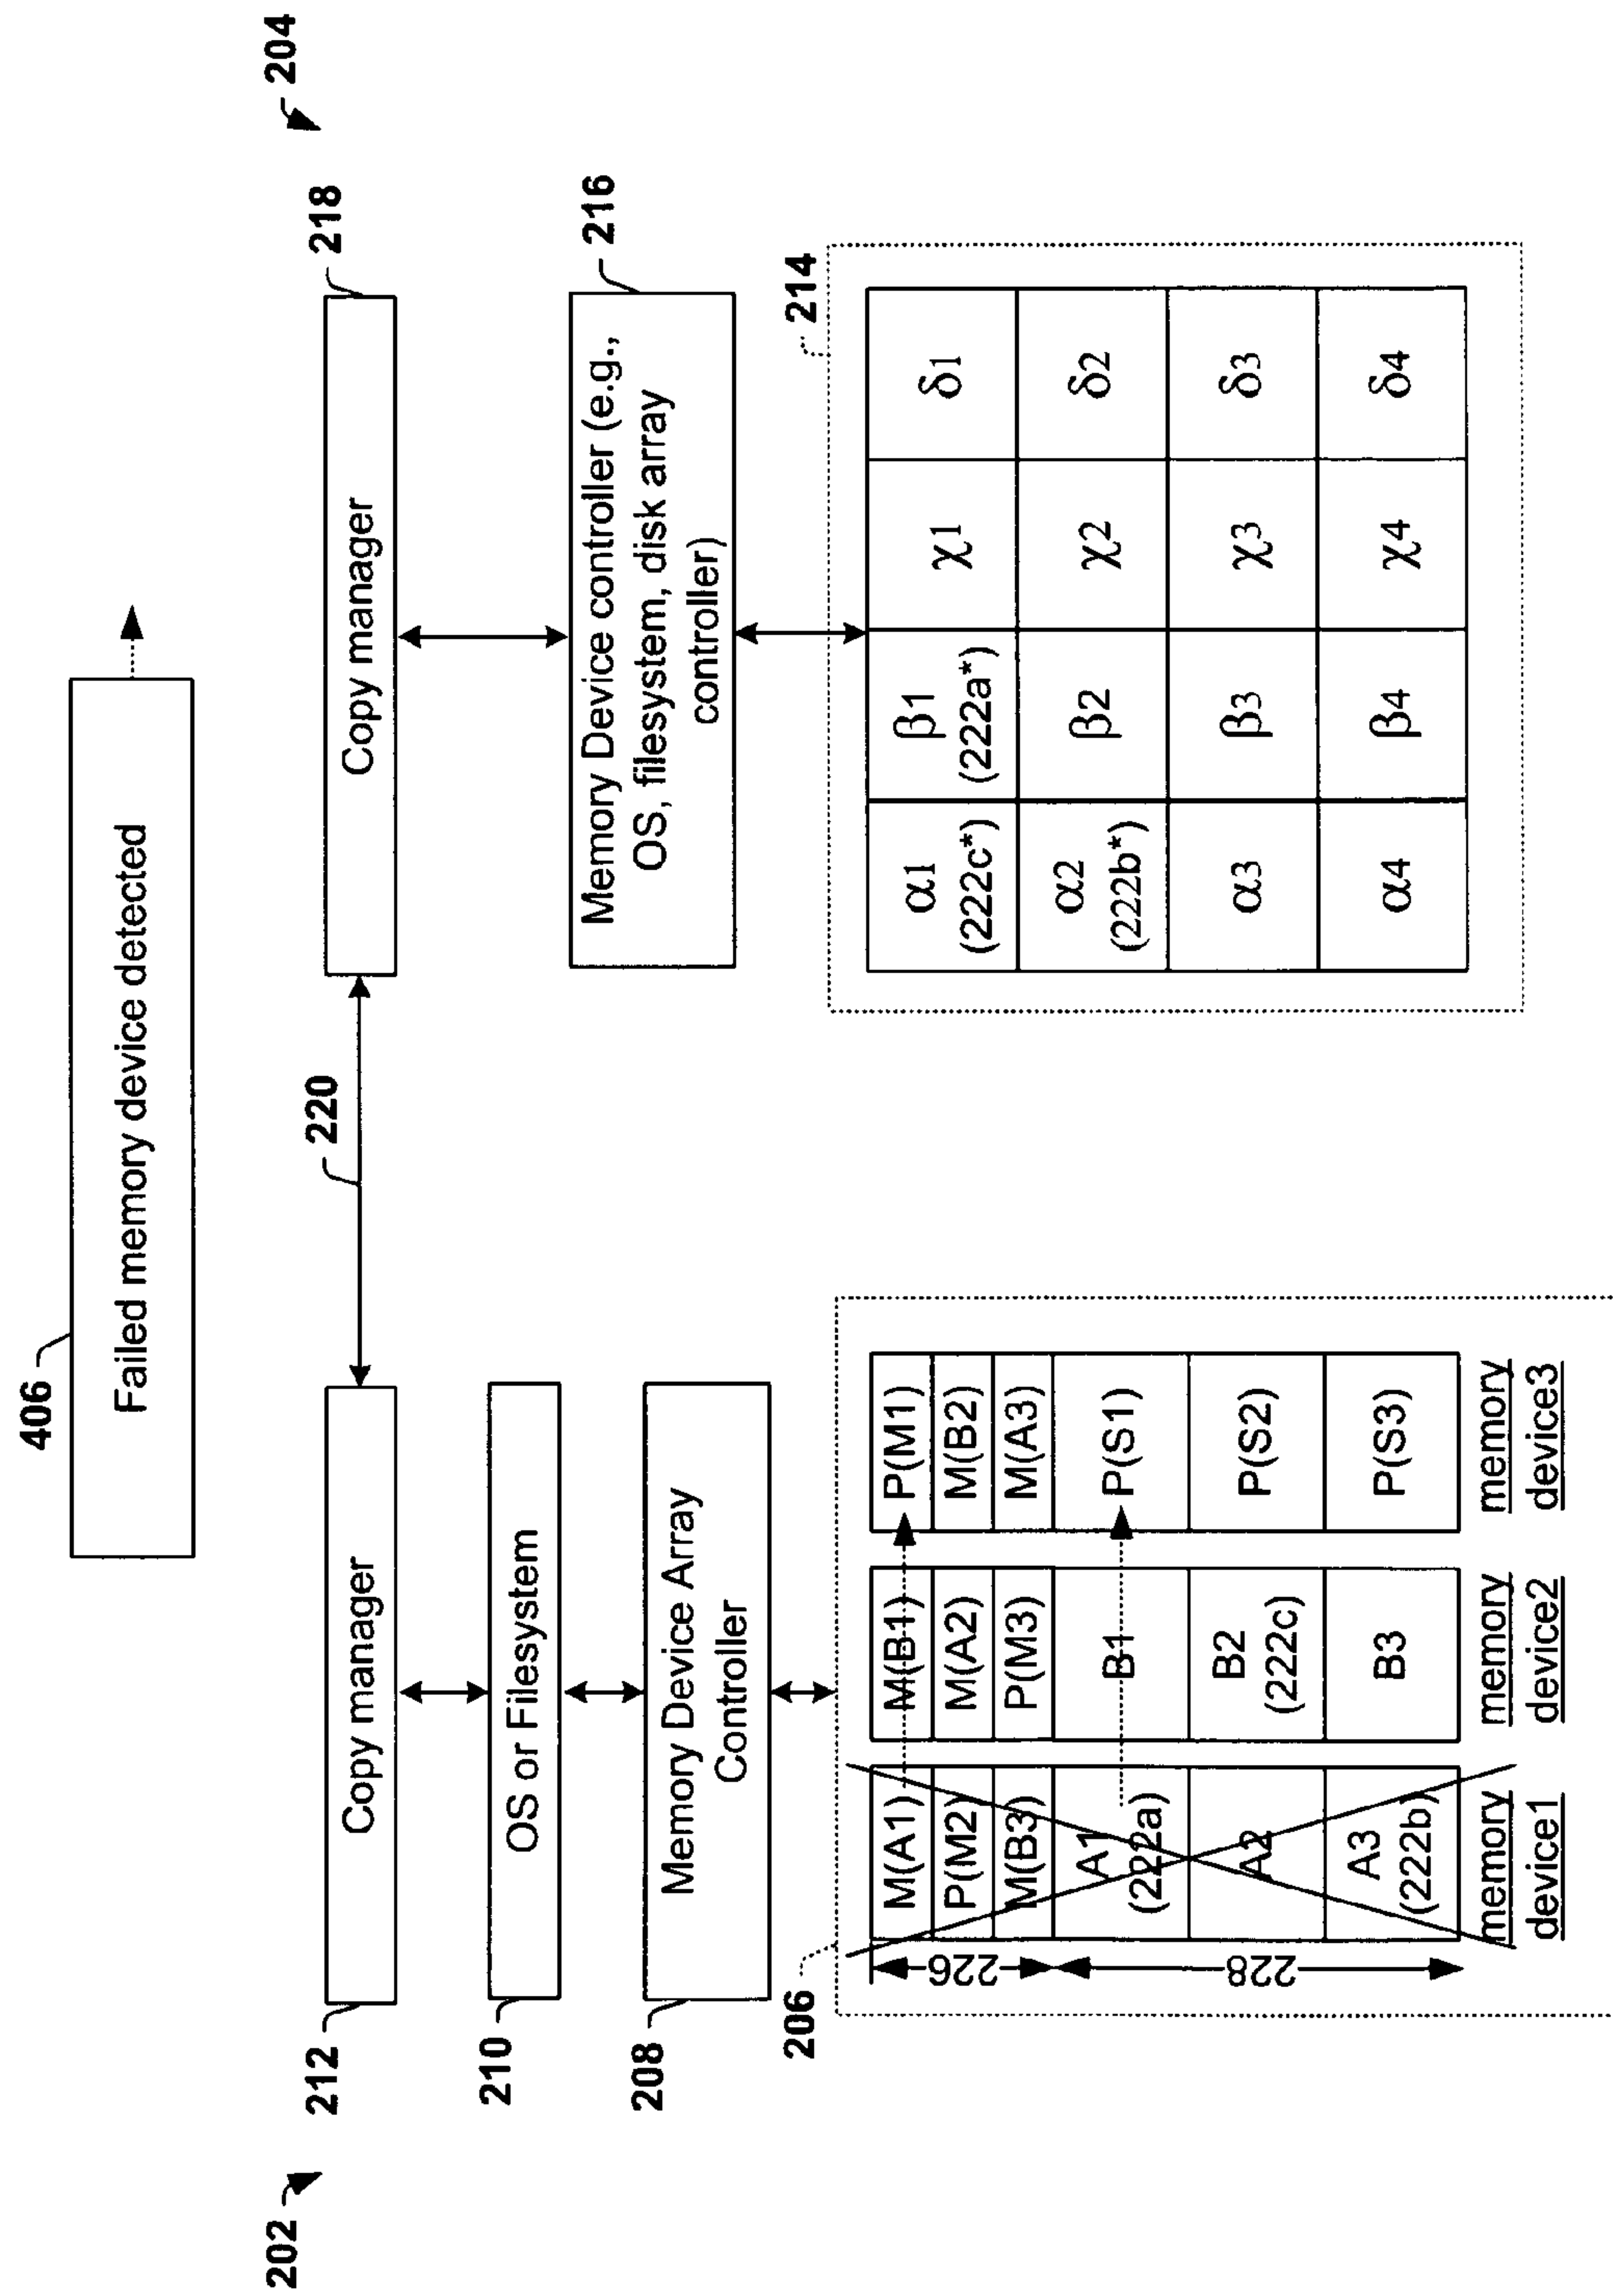 406
Failed memory device detected
202
204
212
Copy manager
220
218
Copy manager
210
OS or Filesystem
216
Memory Device controller (e.g.,
OS, filesystem, disk array
controller)
208
Memory Device Array
Controller
206
226
228
M(A1)
P(M2)
M(B3)
A1
(222a)
A2
A3
(222b)
memory
device1
M(B1)
M(A2)
P(M3)
B1
B2
(222c)
B3
memory
device2
P(M1)
M(B2)
M(A3)
P(S1)
P(S2)
P(S3)
memory
device3
214
α1
(222c*)
β1
(222a*)
χ1
δ1
α2
(222b*)
β2
χ2
δ2
α3
β3
χ3
δ3
α4
β4
χ4
δ4